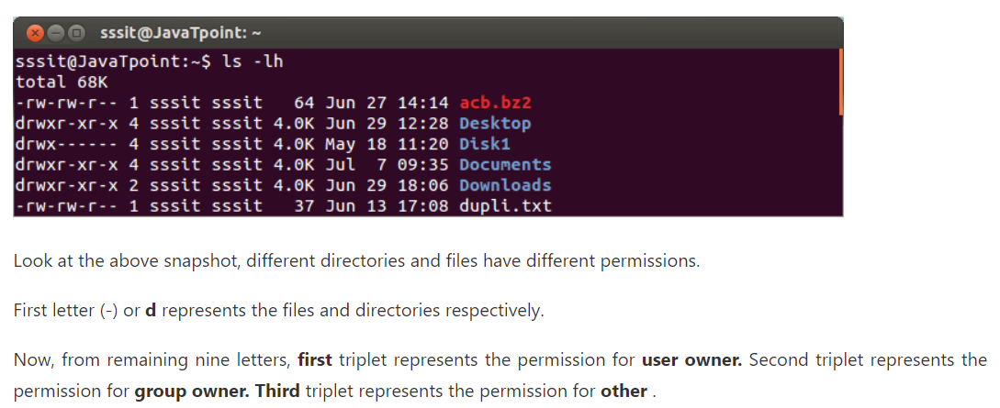 sssit@JavaTpoint: ~
sssit@JavaTpoint:~$ ls -lh
total 68K
-rw-rw-r-- 1 sssit sssit   64 Jun 27 14:14 acb.bz2
drwxr-xr-x 4 sssit sssit 4.0K Jun 29 12:28 Desktop
drwx------ 4 sssit sssit 4.0K May 18 11:20 Disk1
drwxr-xr-x 4 sssit sssit 4.0K Jul  7 09:35 Documents
drwxr-xr-x 2 sssit sssit 4.0K Jun 29 18:06 Downloads
-rw-rw-r-- 1 sssit sssit   37 Jun 13 17:08 dupli.txt
Look at the above snapshot, different directories and files have different permissions.
First letter (-) or d represents the files and directories respectively.
Now, from remaining nine letters, first triplet represents the permission for user owner. Second triplet represents the
permission for group owner. Third triplet represents the permission for other .